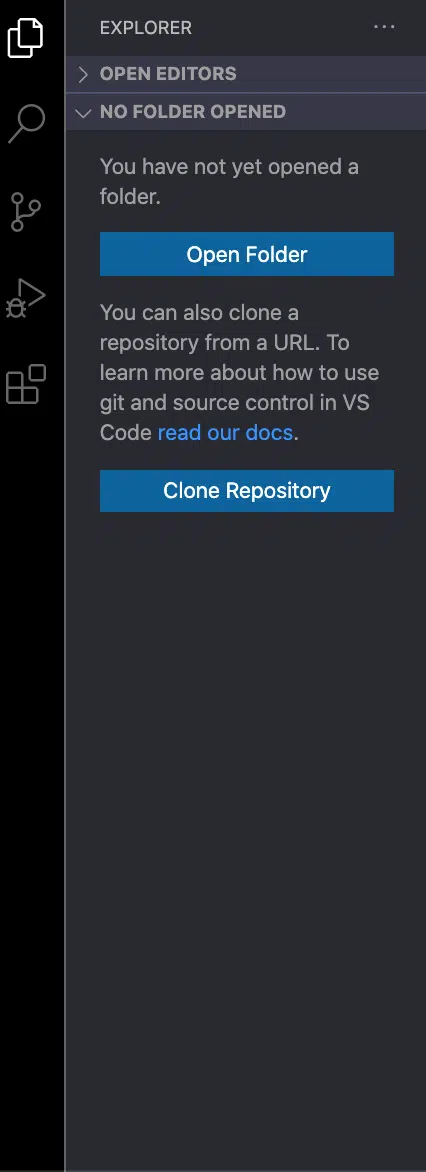 EXPLORER
OPEN EDITORS
NO FOLDER OPENED
You have not yet opened a
folder.
Open Folder
You can also clone a
repository from a URL. To
learn more about how to use
git and source control in VS
Code read our docs.
Clone Repository